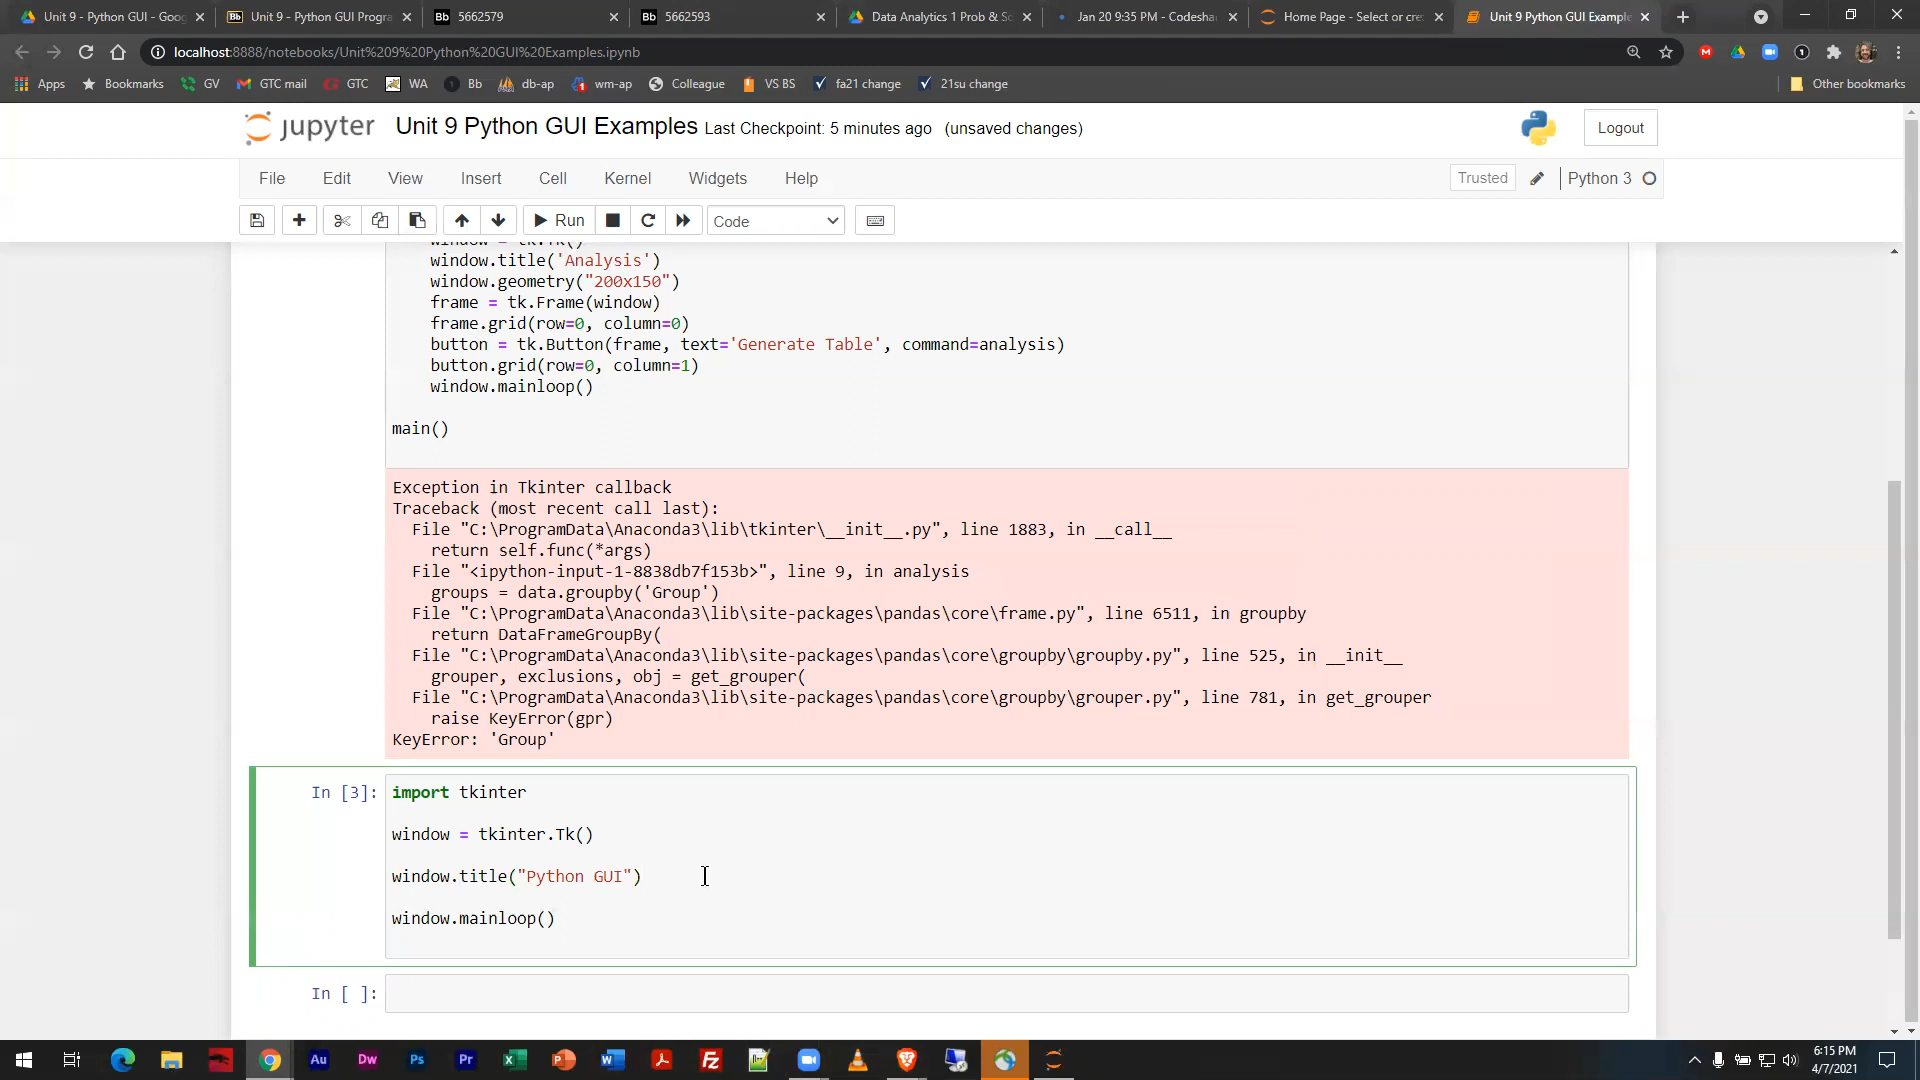 Unit 9 - Python GUI - Goog
Unit 9 - Python GUI Progra
5662579
5662593
Data Analytics 1 Prob & So
Jan 20 9:35 PM - Codesha
Home Page - Select or cre
Unit 9 Python GUI Example
localhost:8888/notebooks/Unit%209%20Python%20GUI%20Examples.ipynb
Apps
Bookmarks
GV
GTC mail
GTC
WA
Bb
db-ap
wm-ap
Colleague
VS BS
fa21 change
21su change
Other bookmarks
jupyter Unit 9 Python GUI Examples Last Checkpoint: 5 minutes ago (unsaved changes)
Logout
File Edit View Insert Cell Kernel Widgets Help
Trusted
Python 3
Run
Code
window = tk.Tk()
window.title('Analysis')
window.geometry("200x150")
frame = tk.Frame(window)
frame.grid(row=0, column=0)
button = tk.Button(frame, text='Generate Table', command=analysis)
button.grid(row=0, column=1)
window.mainloop()
main()
Exception in Tkinter callback
Traceback (most recent call last):
File "C:\ProgramData\Anaconda3\lib\tkinter\__init__.py", line 1883, in __call__
return self.func(*args)
File "<ipython-input-1-8838db7f153b>", line 9, in analysis
groups = data.groupby('Group')
File "C:\ProgramData\Anaconda3\lib\site-packages\pandas\core\frame.py", line 6511, in groupby
return DataFrameGroupBy(
File "C:\ProgramData\Anaconda3\lib\site-packages\pandas\core\groupby\groupby.py", line 525, in __init__
grouper, exclusions, obj = get_grouper(
File "C:\ProgramData\Anaconda3\lib\site-packages\pandas\core\groupby\grouper.py", line 781, in get_grouper
raise KeyError(gpr)
KeyError: 'Group'
In [3]:
import tkinter
window = tkinter.Tk()
window.title("Python GUI")
window.mainloop()
In [ ]:
6:15 PM
4/7/2021